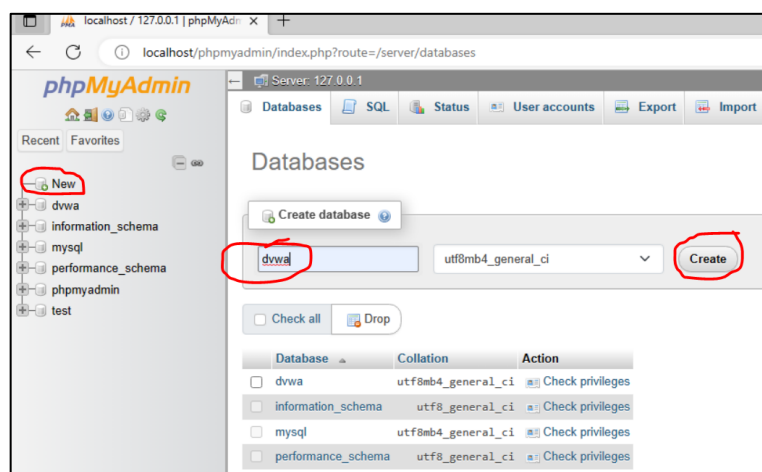 localhost / 127.0.0.1 | phpMyAdn
localhost/phpmyadmin/index.php?route=/server/databases
phpMyAdmin
Recent Favorites
New
dvwa
information_schema
mysql
performance_schema
phpmyadmin
test
Server: 127.0.0.1
Databases SQL Status User accounts Export Import
Databases
Create database
dvwa utf8mb4_general_ci Create
Check all Drop
Database Collation Action
dvwa utf8mb4_general_ci Check privileges
information_schema utf8_general_ci Check privileges
mysql utf8mb4_general_ci Check privileges
performance_schema utf8_general_ci Check privileges